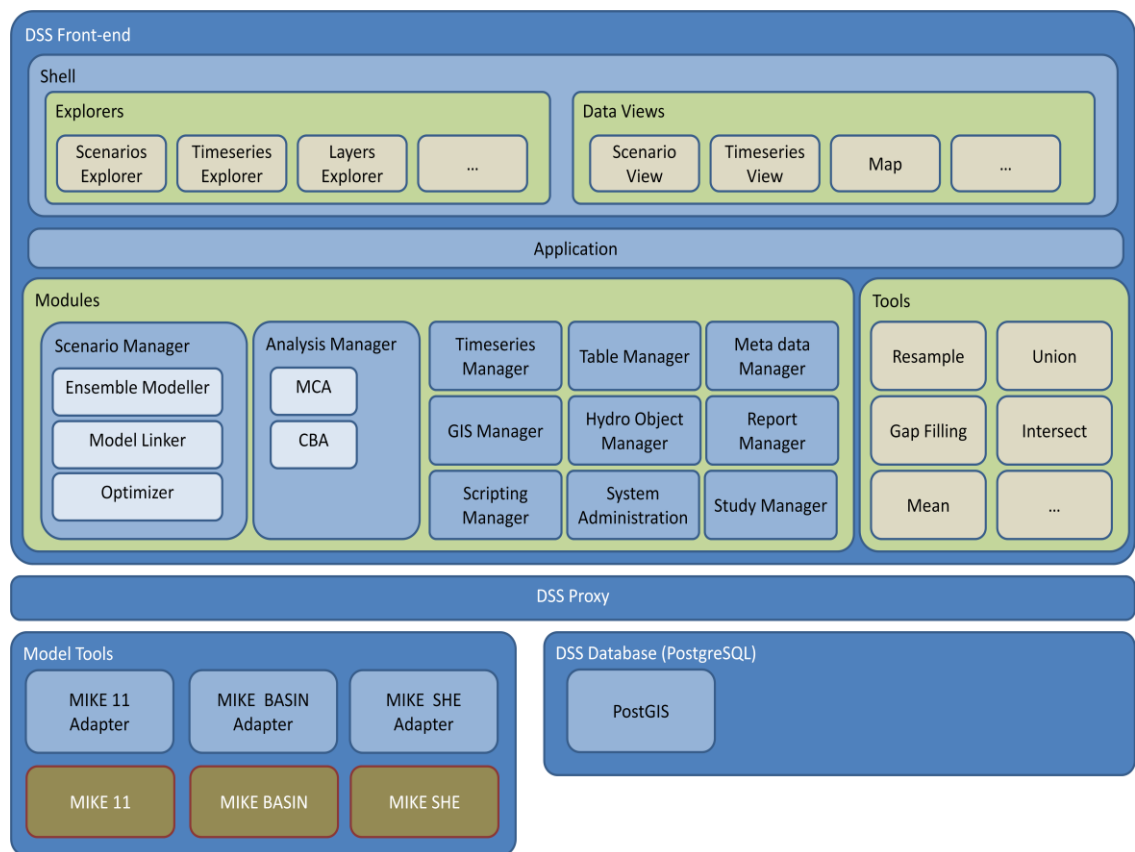 DSS Front-end
Shell
Explorers
Scenarios
Explorer
Timeseries
Explorer
Layers
Explorer
...
Data Views
Scenario
View
Timeseries
View
Map
...
Application
Modules
Scenario Manager
Ensemble Modeller
Model Linker
Optimizer
Analysis Manager
MCA
CBA
Timeseries
Manager
Table Manager
Meta data
Manager
GIS Manager
Hydro Object
Manager
Report
Manager
Scripting
Manager
System
Administration
Study Manager
Tools
Resample
Union
Gap Filling
Intersect
Mean
...
DSS Proxy
Model Tools
MIKE 11
Adapter
MIKE BASIN
Adapter
MIKE SHE
Adapter
MIKE 11
MIKE BASIN
MIKE SHE
DSS Database (PostgreSQL)
PostGIS